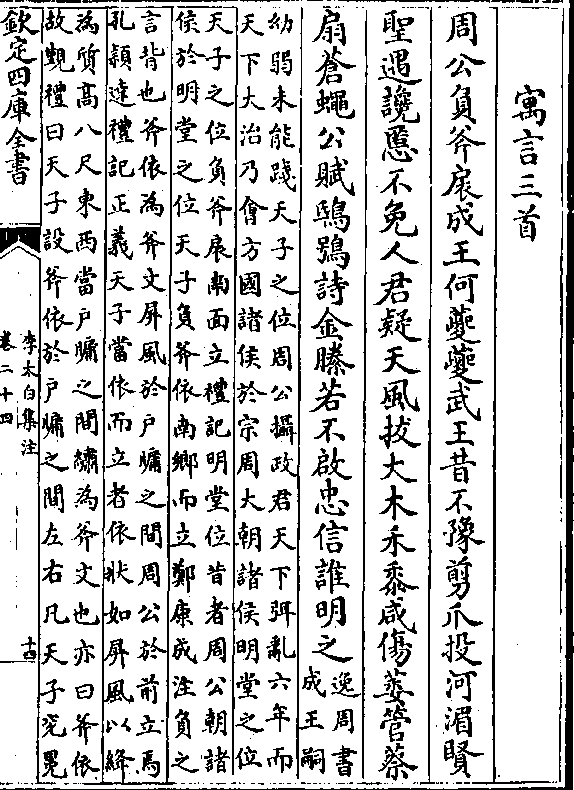 寓言三首
周公負斧扆成王何夔夔武王昔不豫剪爪投河湄賢
聖遇讒慝不免人君疑天風拔大木禾黍咸傷萎管蔡
扇蒼蠅公賦鴟鴞詩金縢若不啟忠信誰明之
逸周書
成王嗣
幼弱未能踐天子之位周公攝政君天下弭亂六年而
天下大治乃會方國諸侯於宗周大朝諸侯明堂之位
天子之位負斧扆南面立禮記明堂位昔者周公朝諸
侯於明堂之位天子負斧依南鄉而立鄭康成注負之
言背也斧依為斧文屏風於戶牖之間周公於前立焉
孔穎達禮記正義天子當依而立者依狀如屏風以絳
為質高八尺東西當戶牖之間繡為斧文也亦曰斧依
故覲禮曰天子設斧依於戶牖之間左右凡天子衮冕
欽定四庫全書
李太白集注
卷二十四
十四